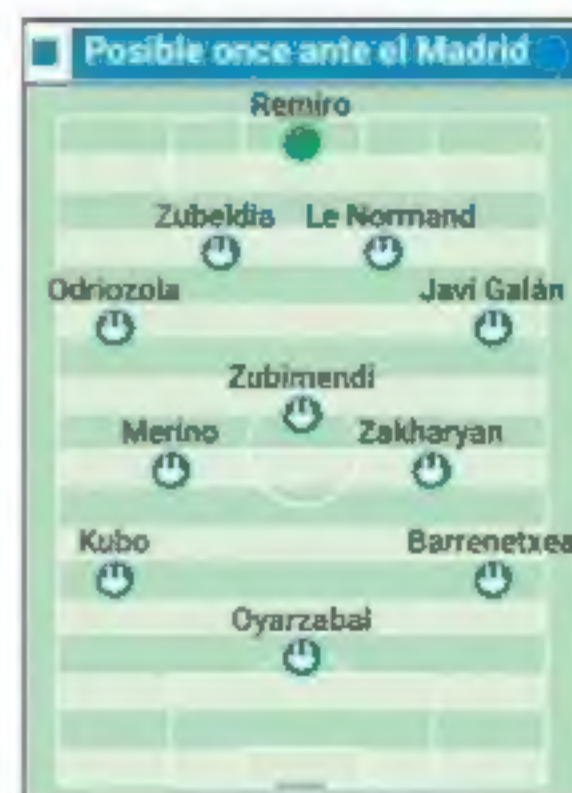 Posible once ante el Madrid
Remiro
Zubeldia Le Normand
Odriozola Javi Galán
Zubimendi
Merino Zakharyan
Kubo Barrenetxea
Oyarzabal